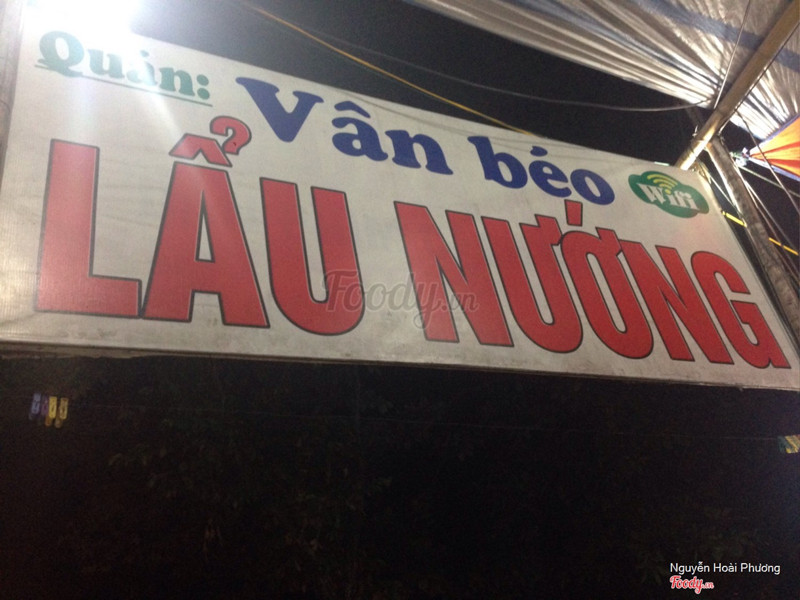 Quán:
Vân béo
Wifi
LẨU NƯỚNG
Foody.vn
Nguyễn Hoài Phương
Foody.vn